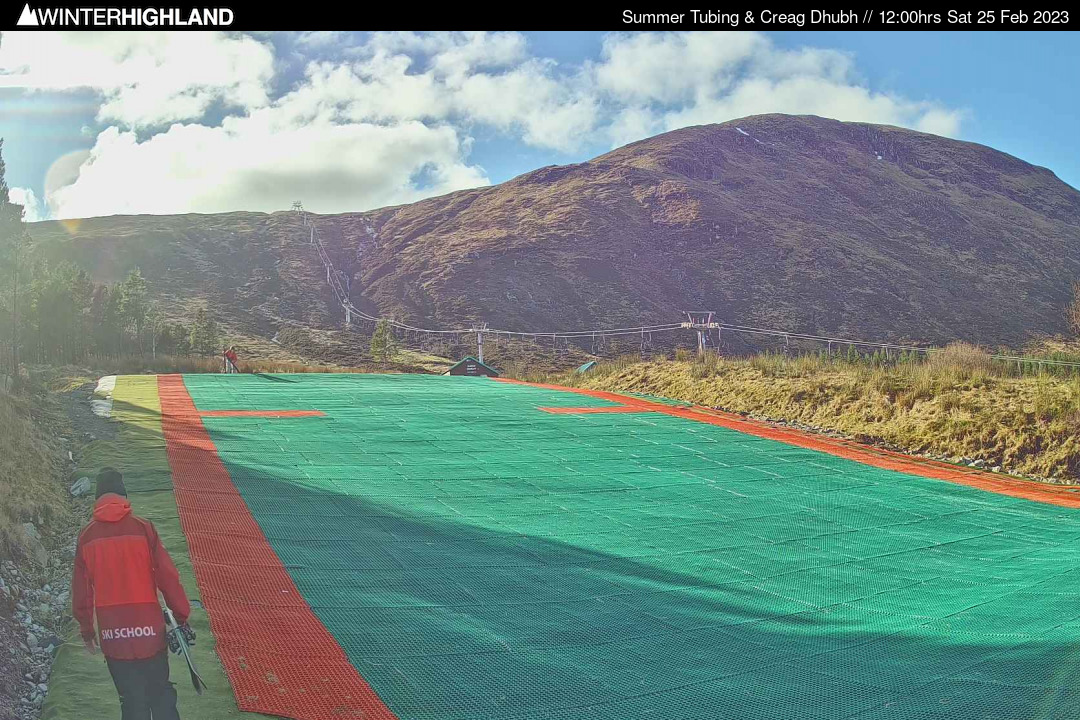 WINTERHIGHLAND
Summer Tubing & Creag Dhubh // 12:00hrs Sat 25 Feb 2023
SKI SCHOOL